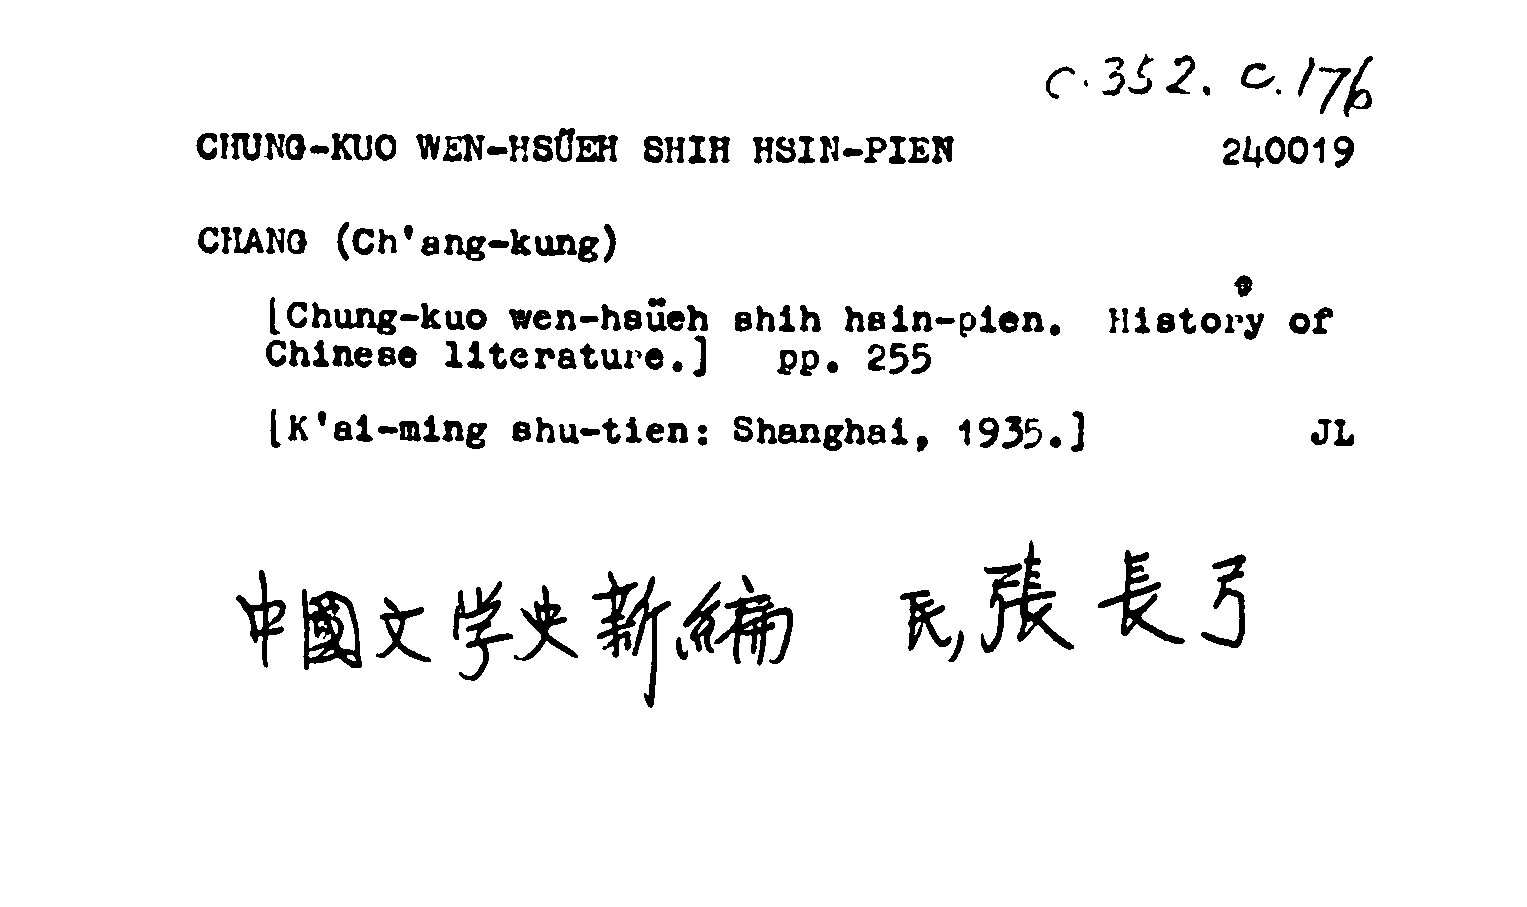 c.352.c.176
CHUNG-KUO WEN-HSÜEH SHIH HSIN-PIEN 240019
CHANG (Ch'ang-kung)
[Chung-kuo wen-hsüeh shih hsin-pien. History of
Chinese literature.] pp. 255
[K'ai-ming shu-tien: Shanghai, 1935.] JL
中國文学史新編 民,張長弓